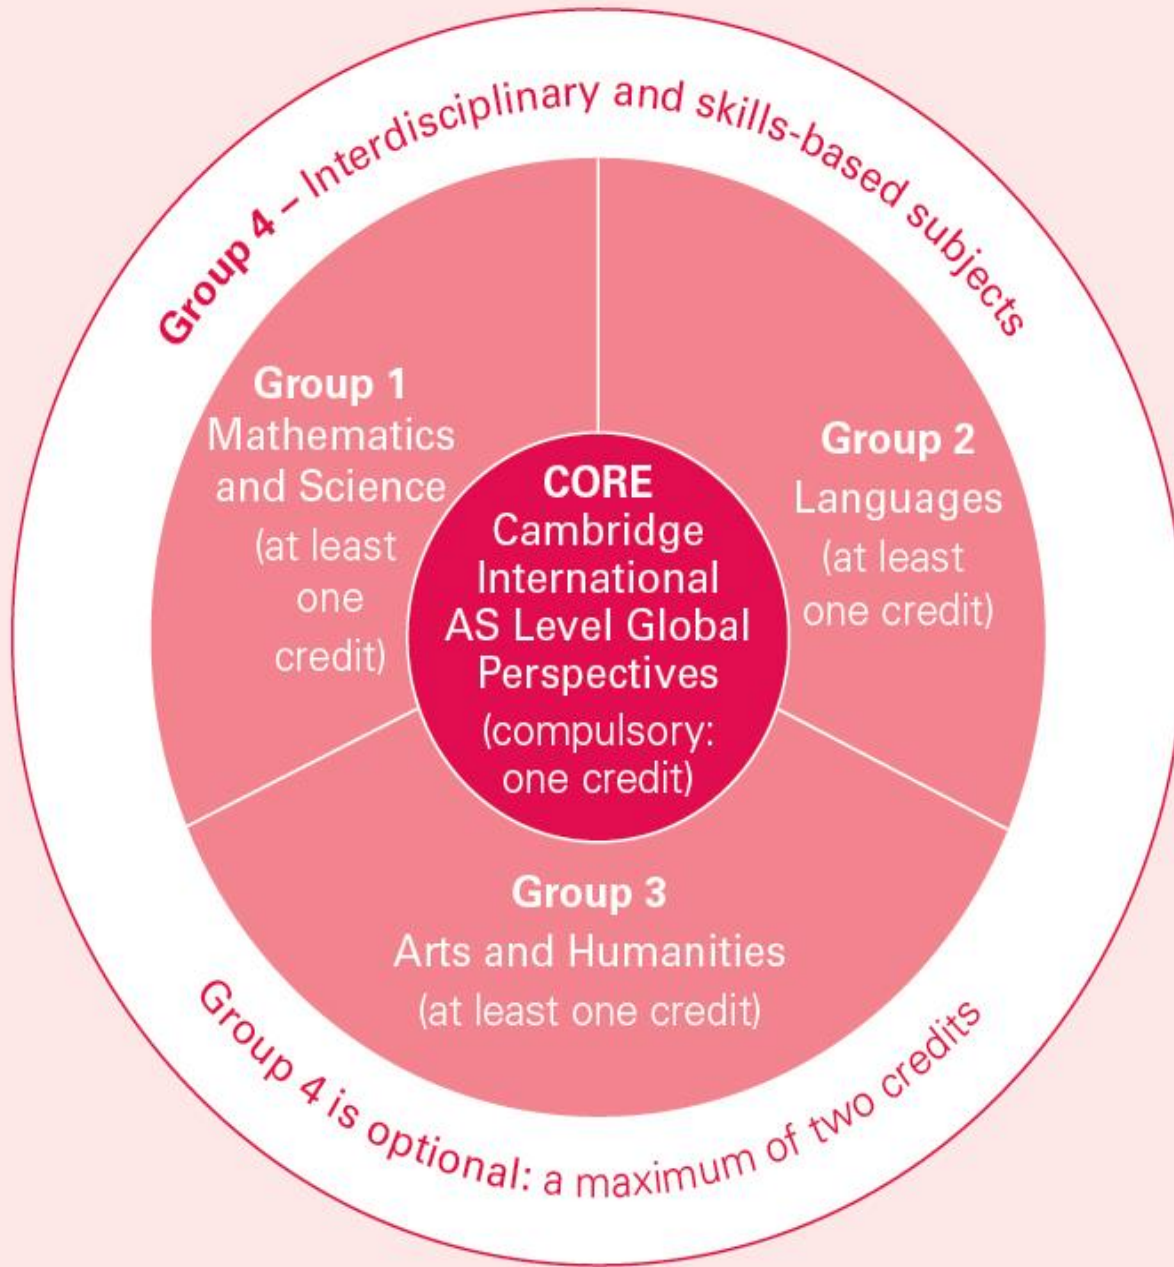 Group 4 – Interdisciplinary and skills-based subjects
Group 1
Mathematics
and Science
(at least
one
credit)
CORE
Cambridge
International
AS Level Global
Perspectives
(compulsory:
one credit)
Group 2
Languages
(at least
one credit)
Group 3
Arts and Humanities
(at least one credit)
Group 4 is optional: a maximum of two credits